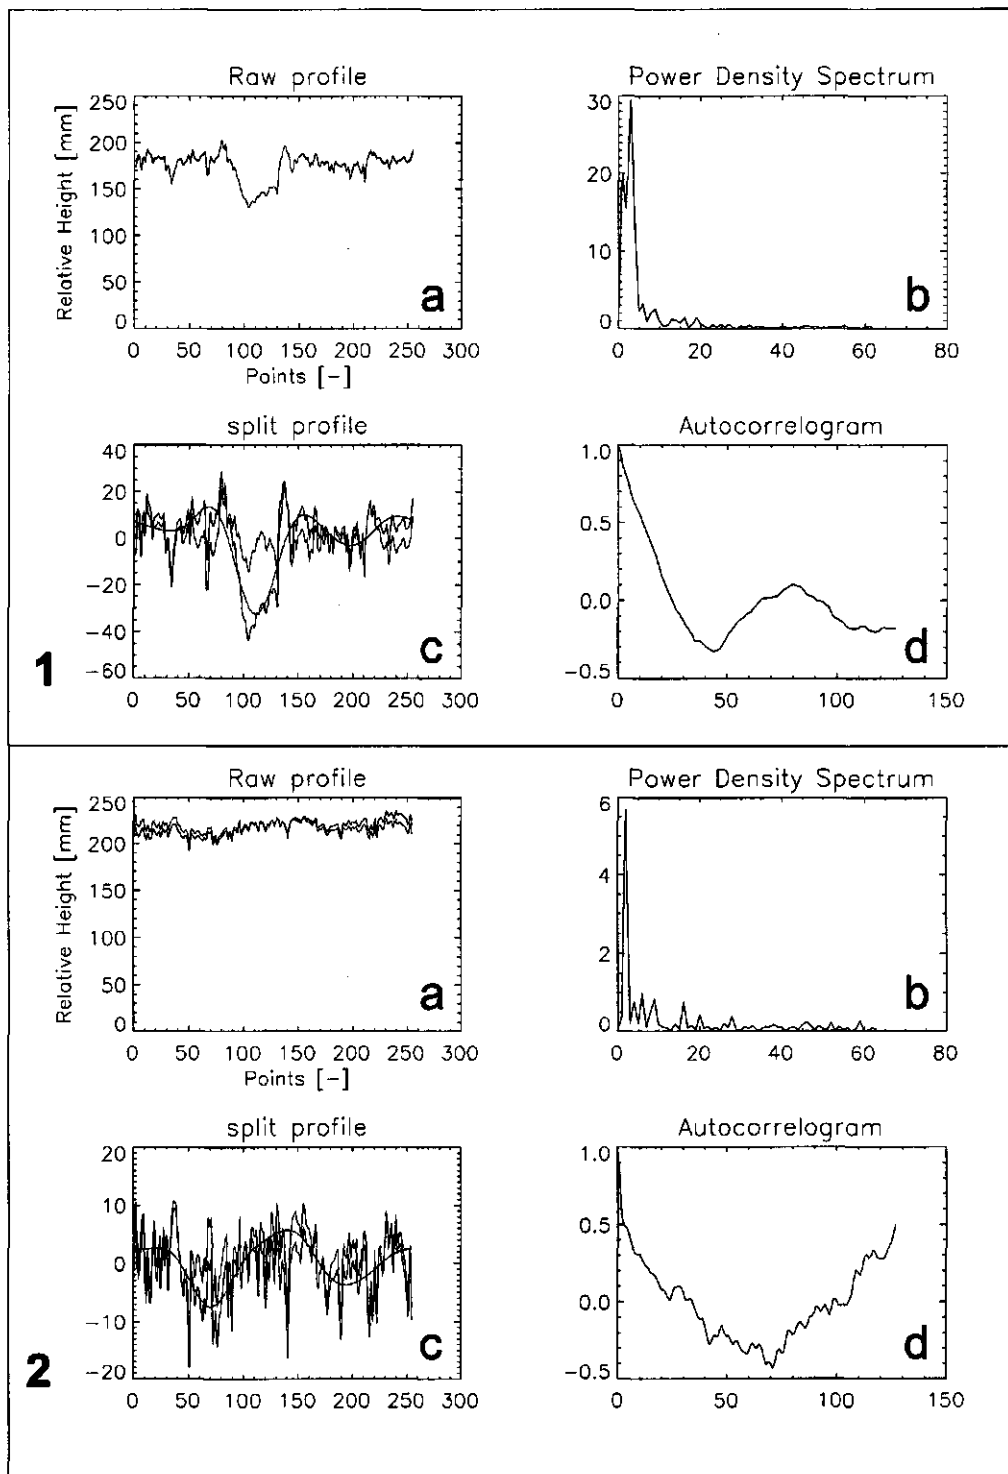 Raw profile
Relative Height [mm]
250
200
150
100
50
0
0 50 100 150 200 250 300
Points [-]
a
Power Density Spectrum
30
20
10
0
0 20 40 60 80
b
split profile
40
20
0
-20
-40
-60
0 50 100 150 200 250 300
c
Autocorrelogram
1.0
0.5
0.0
-0.5
0 50 100 150
d
1
Raw profile
Relative Height [mm]
250
200
150
100
50
0
0 50 100 150 200 250 300
Points [-]
a
Power Density Spectrum
6
4
2
0
0 20 40 60 80
b
split profile
20
10
0
-10
-20
0 50 100 150 200 250 300
c
Autocorrelogram
1.0
0.5
0.0
-0.5
0 50 100 150
d
2